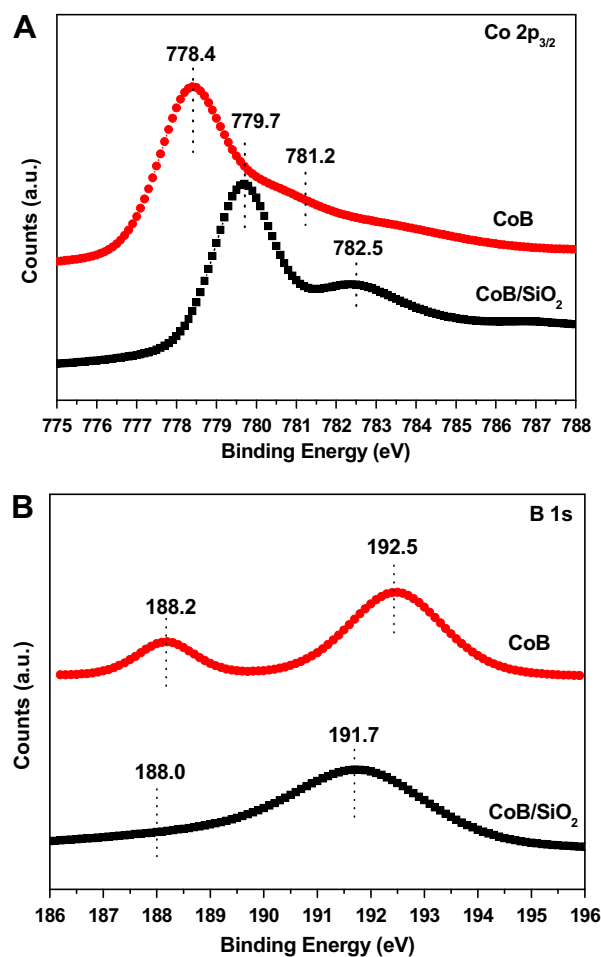 A
Co 2p3/2
778.4
779.7
781.2
CoB
782.5
CoB/SiO2
Counts (a.u.)
775 776 777 778 779 780 781 782 783 784 785 786 787 788
Binding Energy (eV)
B
B 1s
192.5
188.2
CoB
191.7
188.0
CoB/SiO2
Counts (a.u.)
186 187 188 189 190 191 192 193 194 195 196
Binding Energy (eV)